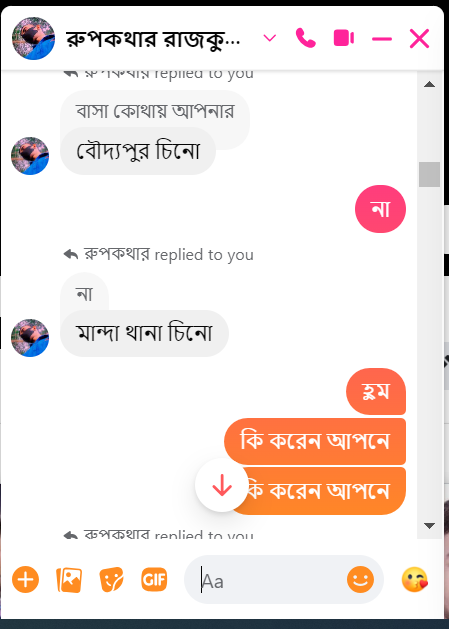 রুপকথার রাজকু...
রুপকথার replied to you
বাসা কোথায় আপনার
বৌদ্যপুর চিনো
না
রুপকথার replied to you
না
মান্দা থানা চিনো
হুম
কি করেন আপনে
কি করেন আপনে
রুপকথার replied to you
GIF
Aa